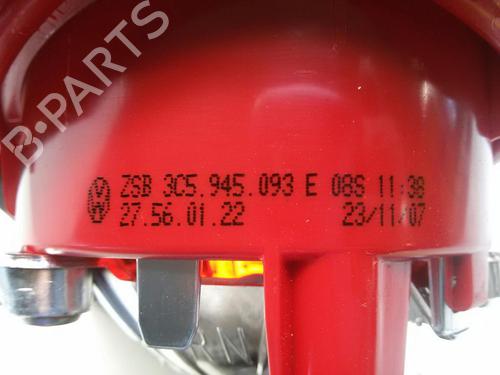 B-PARTS
ZSB 3C5.945.093 E 08S 11:38
27.56.01.22 23/11/07